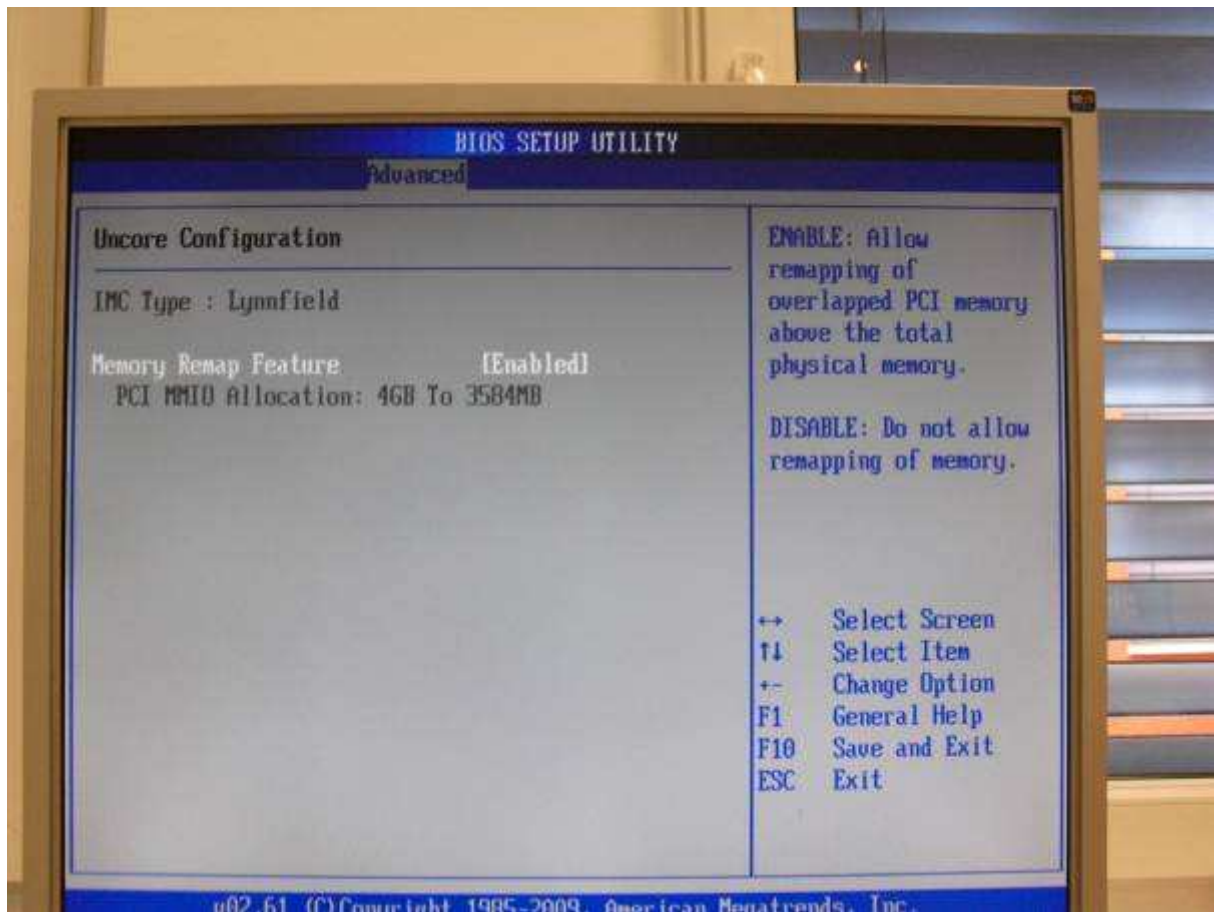 BIOS SETUP UTILITY
Advanced
Uncore Configuration
IMC Type : Lynnfield
Memory Remap Feature [Enabled]
PCI MMIO Allocation: 4GB To 3584MB
ENABLE: Allow
remapping of
overlapped PCI memory
above the total
physical memory.
DISABLE: Do not allow
remapping of memory.
↔ Select Screen
↑↓ Select Item
+- Change Option
F1 General Help
F10 Save and Exit
ESC Exit
v02.61 (C)Copyright 1985-2009, American Megatrends, Inc.